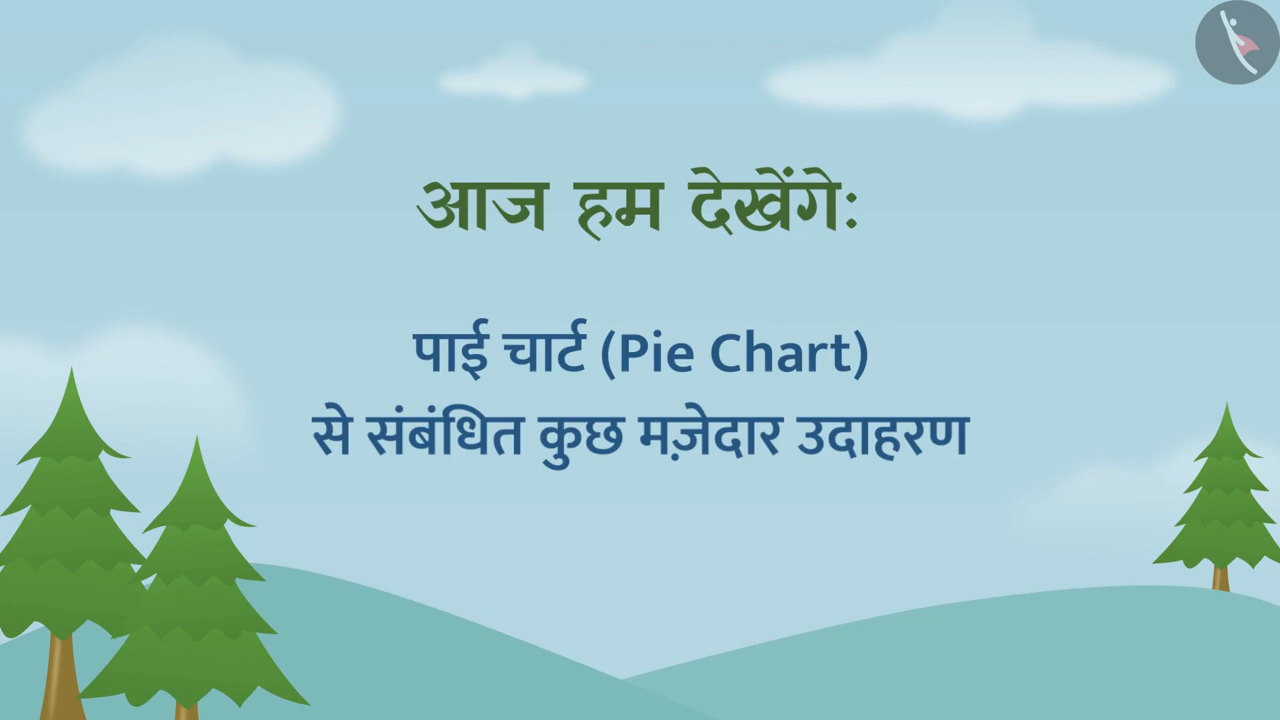 आज हम देखेंगे:
पाई चार्ट (Pie Chart)
से संबंधित कुछ मज़ेदार उदाहरण